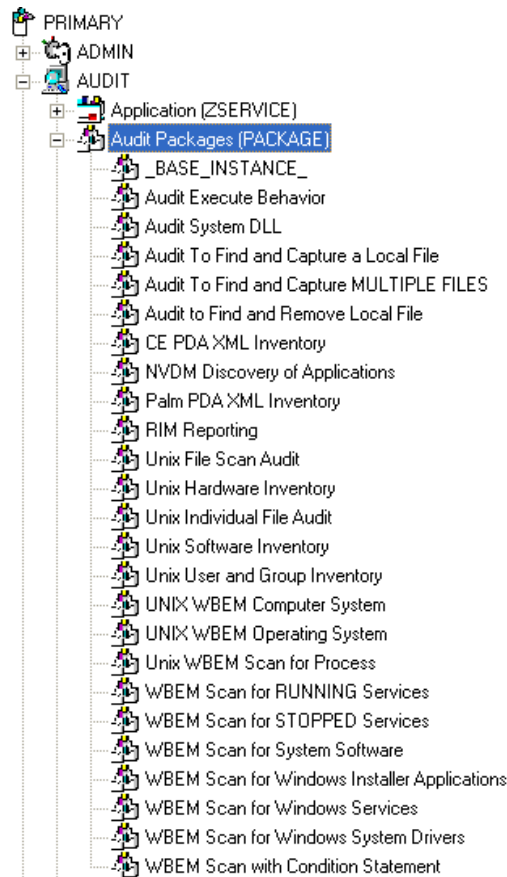 PRIMARY
ADMIN
AUDIT
Application (ZSERVICE)
Audit Packages (PACKAGE)
_BASE_INSTANCE_
Audit Execute Behavior
Audit System DLL
Audit To Find and Capture a Local File
Audit To Find and Capture MULTIPLE FILES
Audit to Find and Remove Local File
CE PDA XML Inventory
NVDM Discovery of Applications
Palm PDA XML Inventory
RIM Reporting
Unix File Scan Audit
Unix Hardware Inventory
Unix Individual File Audit
Unix Software Inventory
Unix User and Group Inventory
UNIX WBEM Computer System
UNIX WBEM Operating System
Unix WBEM Scan for Process
WBEM Scan for RUNNING Services
WBEM Scan for STOPPED Services
WBEM Scan for System Software
WBEM Scan for Windows Installer Applications
WBEM Scan for Windows Services
WBEM Scan for Windows System Drivers
WBEM Scan with Condition Statement